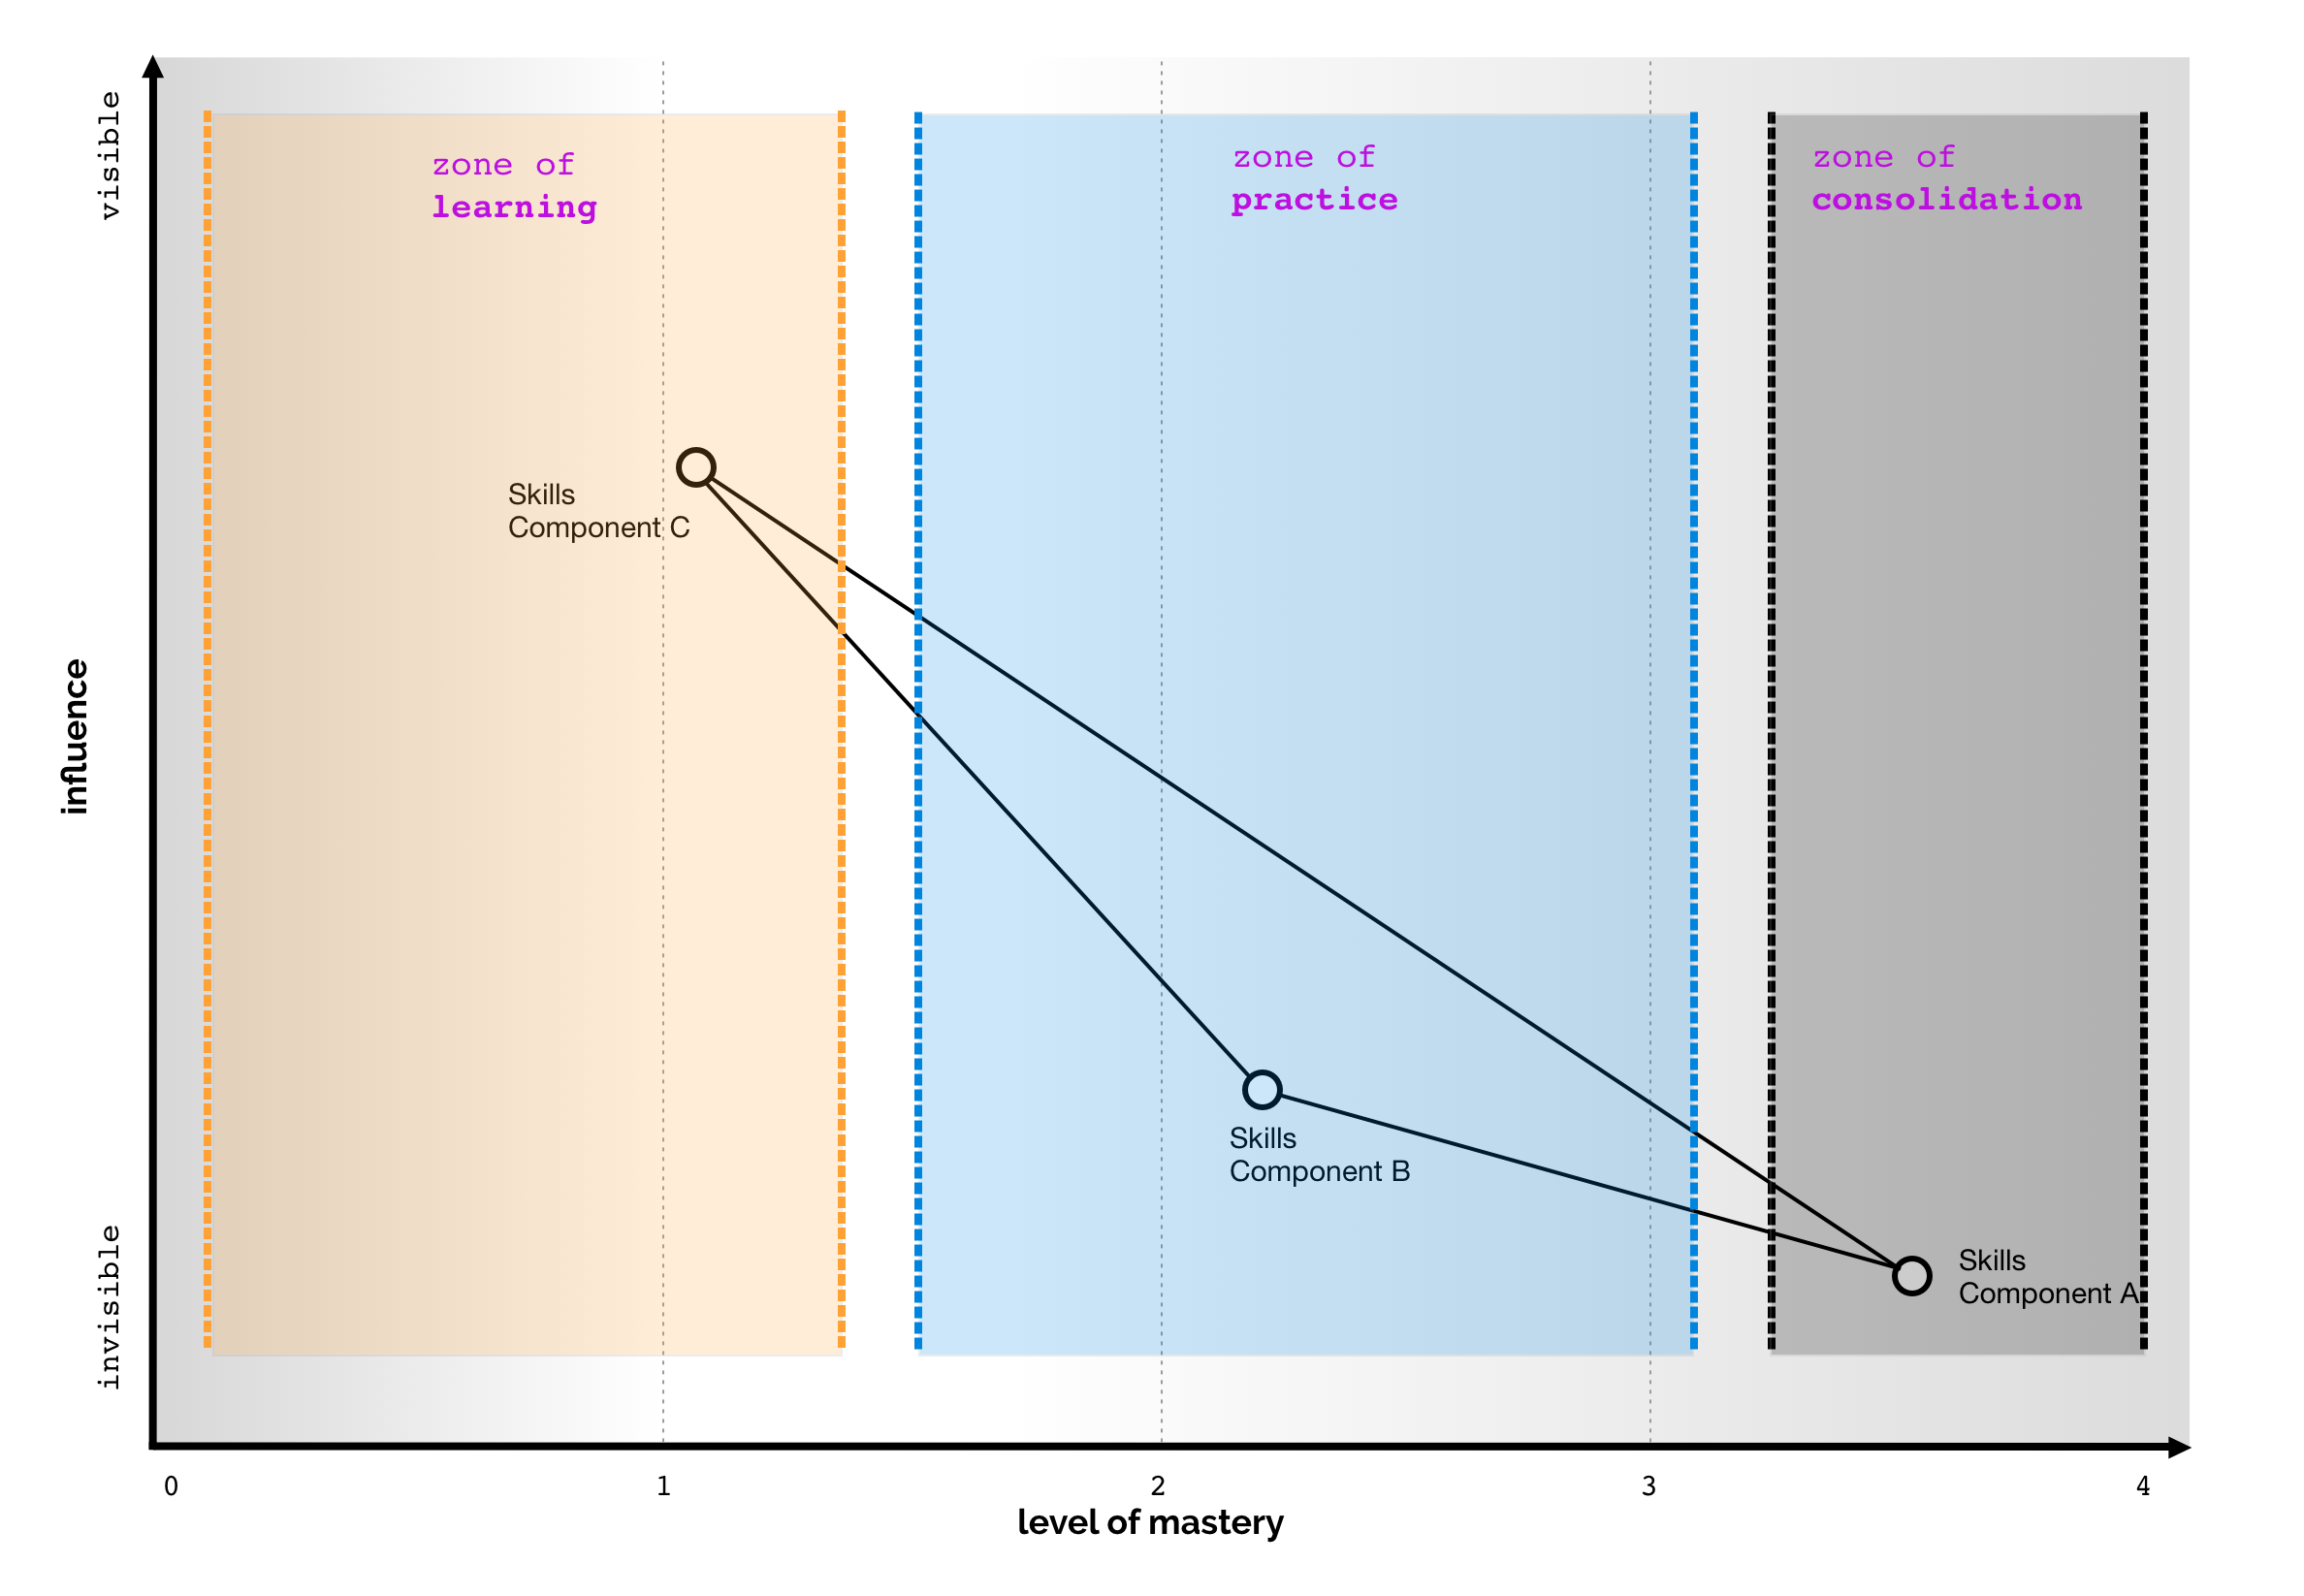 visible
zone of
learning
zone of
practice
zone of
consolidation
Skills
Component C
influence
Skills
Component B
Skills
Component A
invisible
0 1 2 3 4
level of mastery